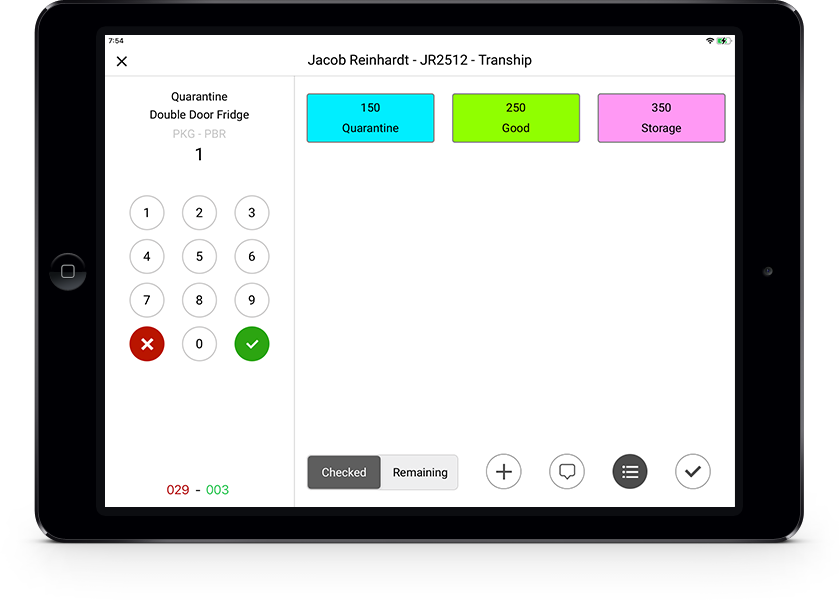 7:54
Jacob Reinhardt - JR2512 - Tranship
Quarantine
Double Door Fridge
PKG - PBR
1
1 2 3
4 5 6
7 8 9
0
029 - 003
150
Quarantine
250
Good
350
Storage
Checked Remaining